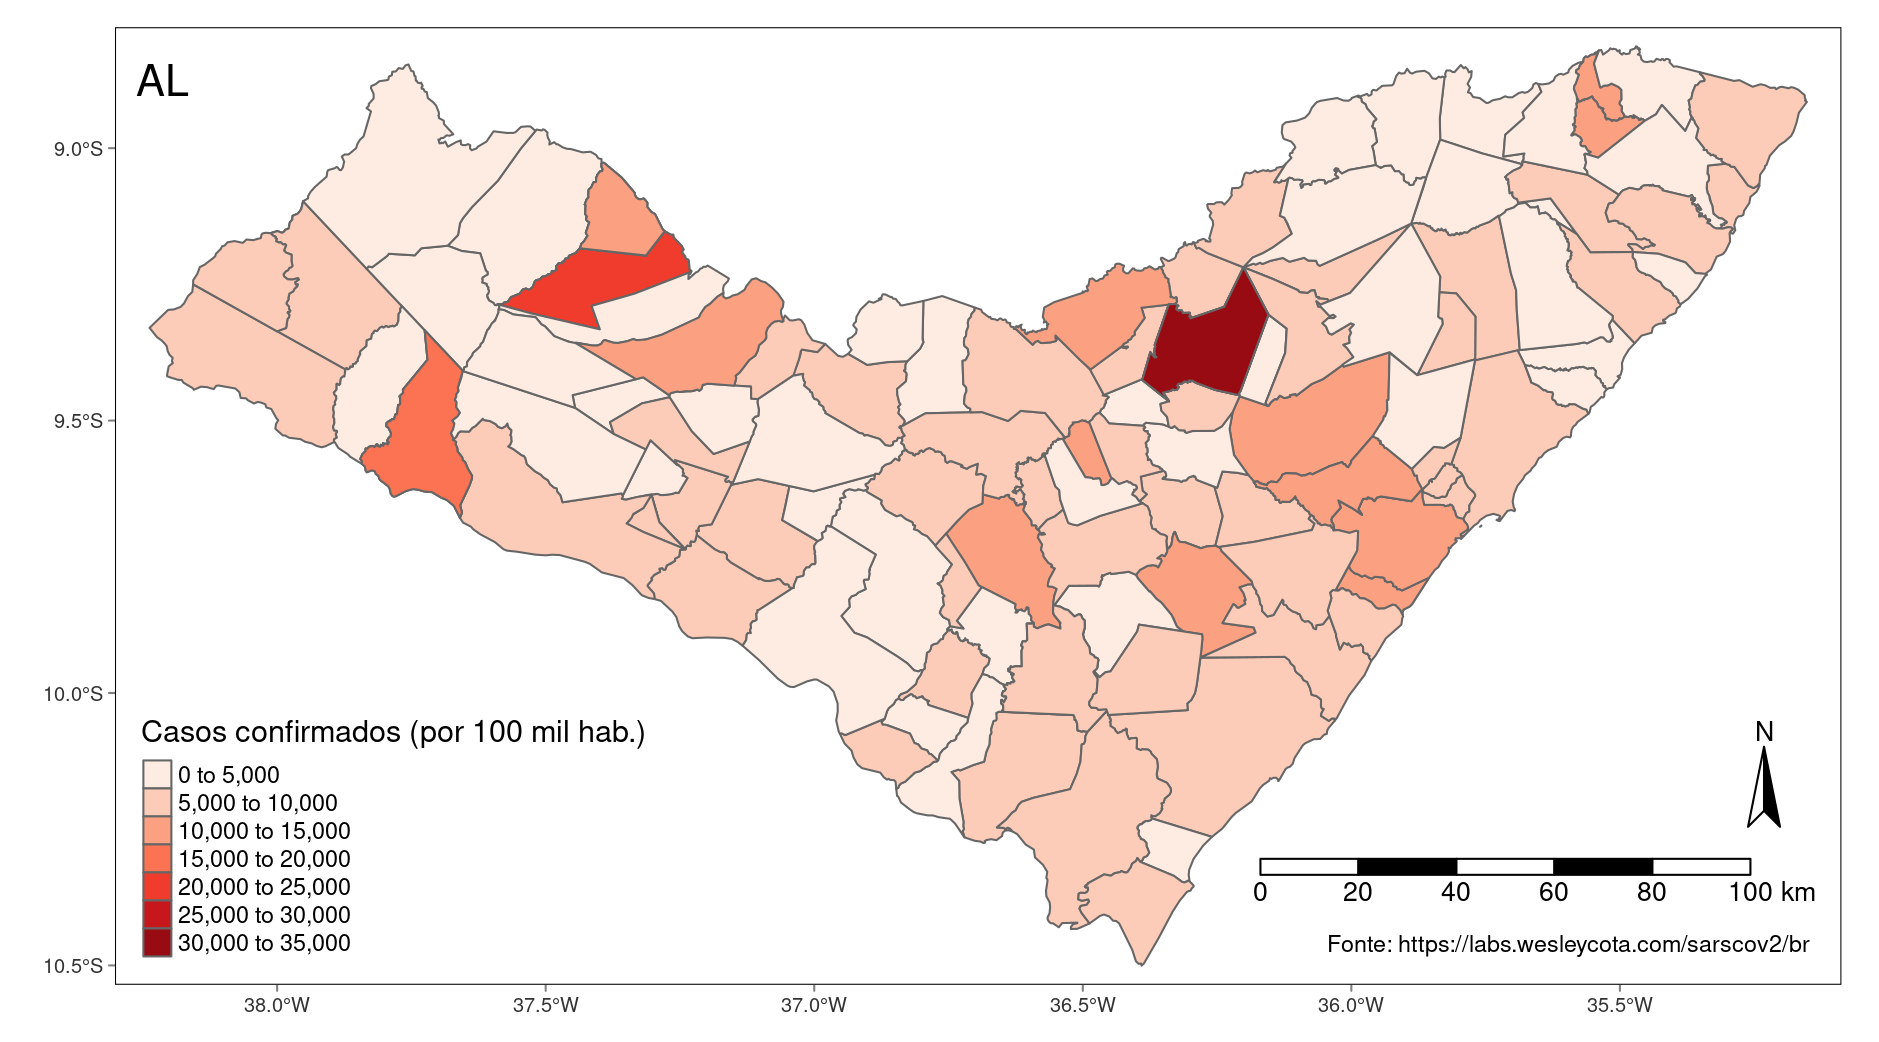 AL
9.0°S
9.5°S
10.0°S
10.5°S
38.0°W
37.5°W
37.0°W
36.5°W
36.0°W
35.5°W
Casos confirmados (por 100 mil hab.)
0 to 5,000
5,000 to 10,000
10,000 to 15,000
15,000 to 20,000
20,000 to 25,000
25,000 to 30,000
30,000 to 35,000
N
0 20 40 60 80 100 km
Fonte: https://labs.wesleycota.com/sarscov2/br